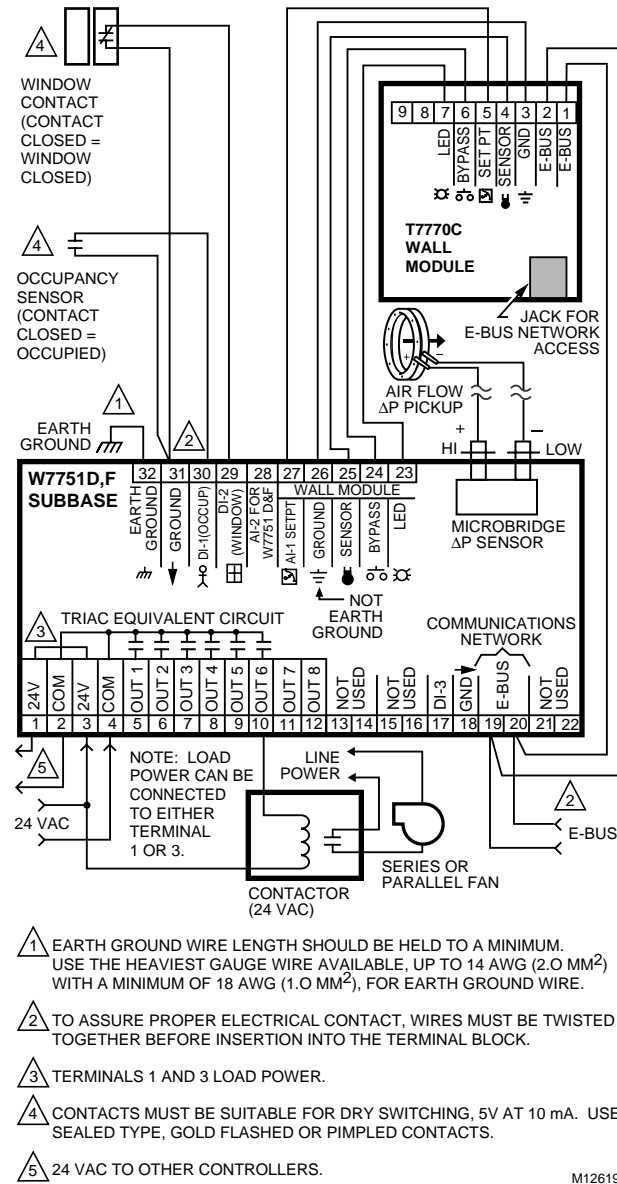 4
WINDOW
CONTACT
(CONTACT
CLOSED =
WINDOW
CLOSED)
9 8 7 6 5 4 3 2 1
LED
BYPASS
SET PT
SENSOR
GND
E-BUS
E-BUS
T7770C
WALL
MODULE
JACK FOR
E-BUS NETWORK
ACCESS
4
OCCUPANCY
SENSOR
(CONTACT
CLOSED =
OCCUPIED)
+ –
AIR FLOW
ΔP PICKUP
+ –
HI LOW
MICROBRIDGE
ΔP SENSOR
1
EARTH
GROUND
2
W7751D,F
SUBBASE
32 31 30 29 28 27 26 25 24 23
EARTH
GROUND
GROUND
DI-1(OCCUP)
DI-2
(WINDOW)
AI-2 FOR
W7751 D&F
WALL MODULE
AI-1 SETPT
GROUND
SENSOR
BYPASS
LED
NOT
EARTH
GROUND
3
TRIAC EQUIVALENT CIRCUIT
COMMUNICATIONS
NETWORK
24V
COM
24V
COM
OUT 1
OUT 2
OUT 3
OUT 4
OUT 5
OUT 6
OUT 7
OUT 8
NOT
USED
NOT
USED
DI-3
GND
E-BUS
NOT
USED
1 2 3 4 5 6 7 8 9 10 11 12 13 14 15 16 17 18 19 20 21 22
5
24 VAC
NOTE: LOAD
POWER CAN BE
CONNECTED
TO EITHER
TERMINAL
1 OR 3.
LINE
POWER
CONTACTOR
(24 VAC)
SERIES OR
PARALLEL FAN
2
E-BUS
1 EARTH GROUND WIRE LENGTH SHOULD BE HELD TO A MINIMUM.
USE THE HEAVIEST GAUGE WIRE AVAILABLE, UP TO 14 AWG (2.O MM2)
WITH A MINIMUM OF 18 AWG (1.O MM2), FOR EARTH GROUND WIRE.
2 TO ASSURE PROPER ELECTRICAL CONTACT, WIRES MUST BE TWISTED
TOGETHER BEFORE INSERTION INTO THE TERMINAL BLOCK.
3 TERMINALS 1 AND 3 LOAD POWER.
4 CONTACTS MUST BE SUITABLE FOR DRY SWITCHING, 5V AT 10 mA. USE
SEALED TYPE, GOLD FLASHED OR PIMPLED CONTACTS.
5 24 VAC TO OTHER CONTROLLERS.
M12619